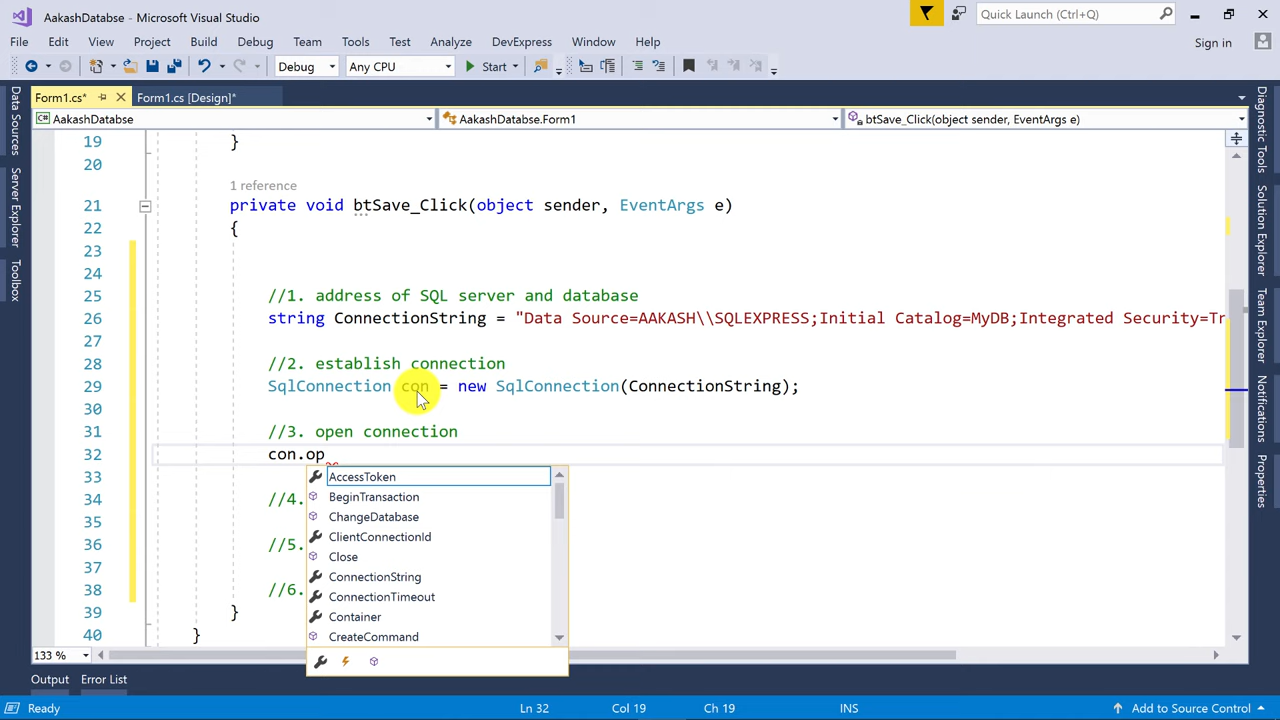 AakashDatabse - Microsoft Visual Studio
Quick Launch (Ctrl+Q)
File Edit View Project Build Debug Team Tools Test Analyze DevExpress Window Help
Sign in
Debug Any CPU Start
Form1.cs* Form1.cs [Design]*
AakashDatabse AakashDatabse.Form1 btSave_Click(object sender, EventArgs e)
Data Sources
Server Explorer
Toolbox
Diagnostic Tools
Solution Explorer
Team Explorer
Properties
19 }
20
1 reference
21 private void btSave_Click(object sender, EventArgs e)
22 {
23
24
25 //1. address of SQL server and database
26 string ConnectionString = "Data Source=AAKASH\\SQLEXPRESS;Initial Catalog=MyDB;Integrated Security=Tr
27
28 //2. establish connection
29 SqlConnection con = new SqlConnection(ConnectionString);
30
31 //3. open connection
32 con.op
33
34 //4.
35
36 //5.
37
38 //6.
39 }
40 }
AccessToken
BeginTransaction
ChangeDatabase
ClientConnectionId
Close
ConnectionString
ConnectionTimeout
Container
CreateCommand
133 %
Output Error List
Ready Ln 32 Col 19 Ch 19 INS Add to Source Control